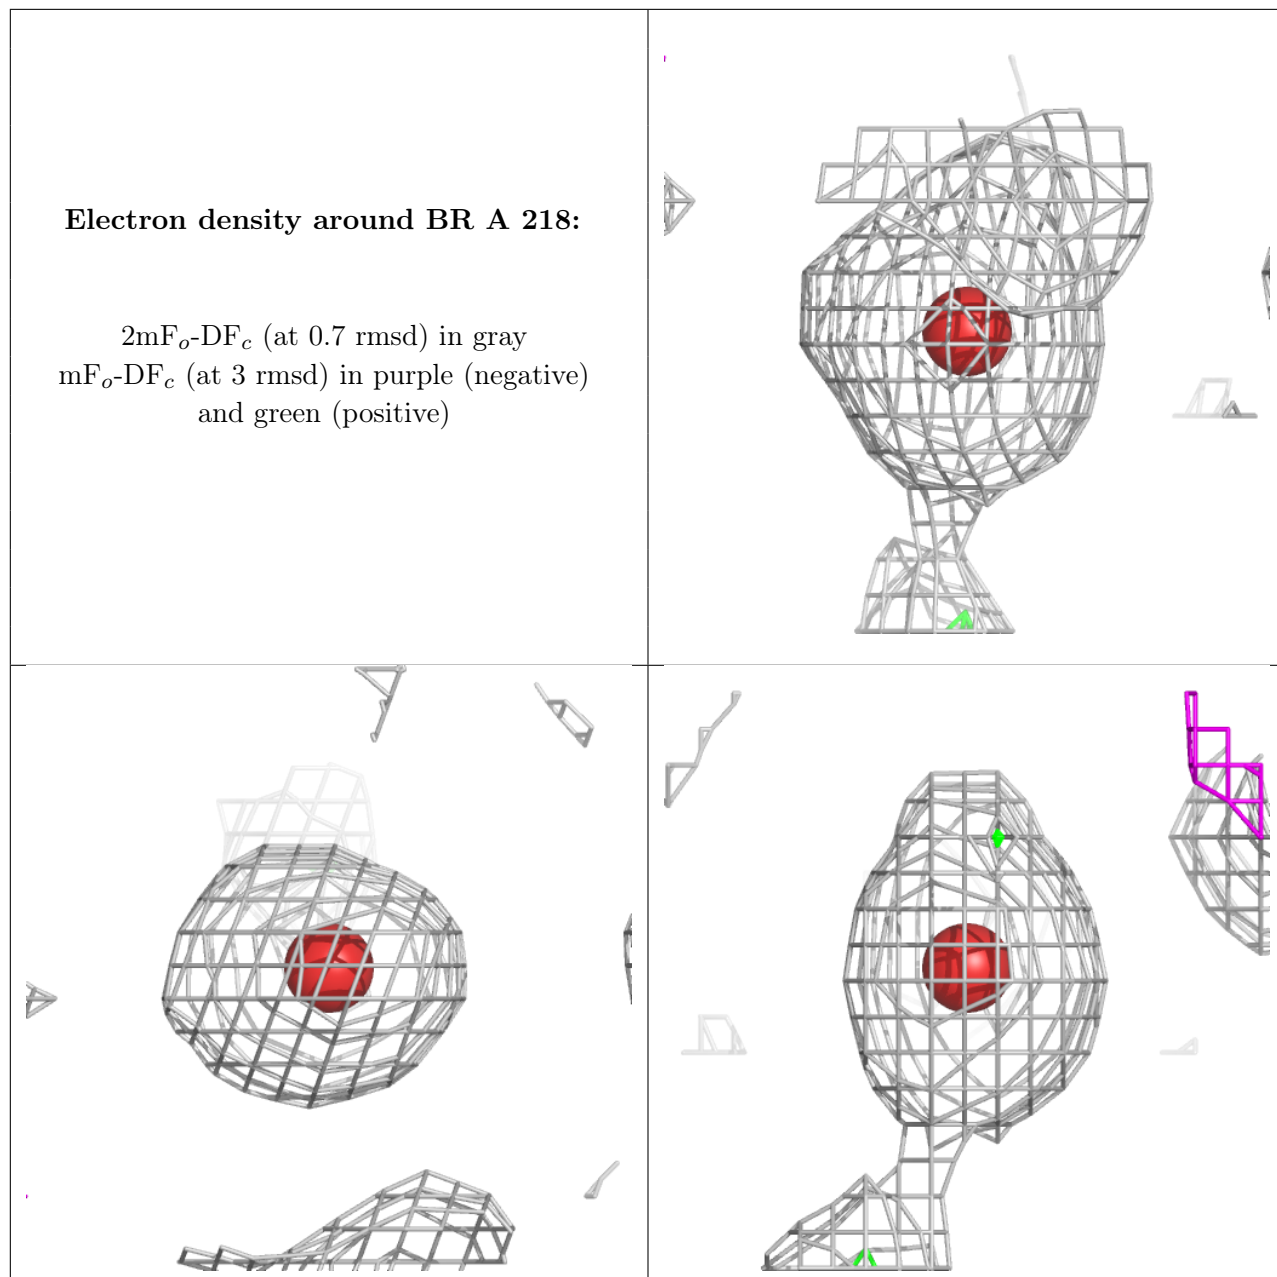 Electron density around BR A 218:
2mFₒ-DF𝒸 (at 0.7 rmsd) in gray
mFₒ-DF𝒸 (at 3 rmsd) in purple (negative)
and green (positive)